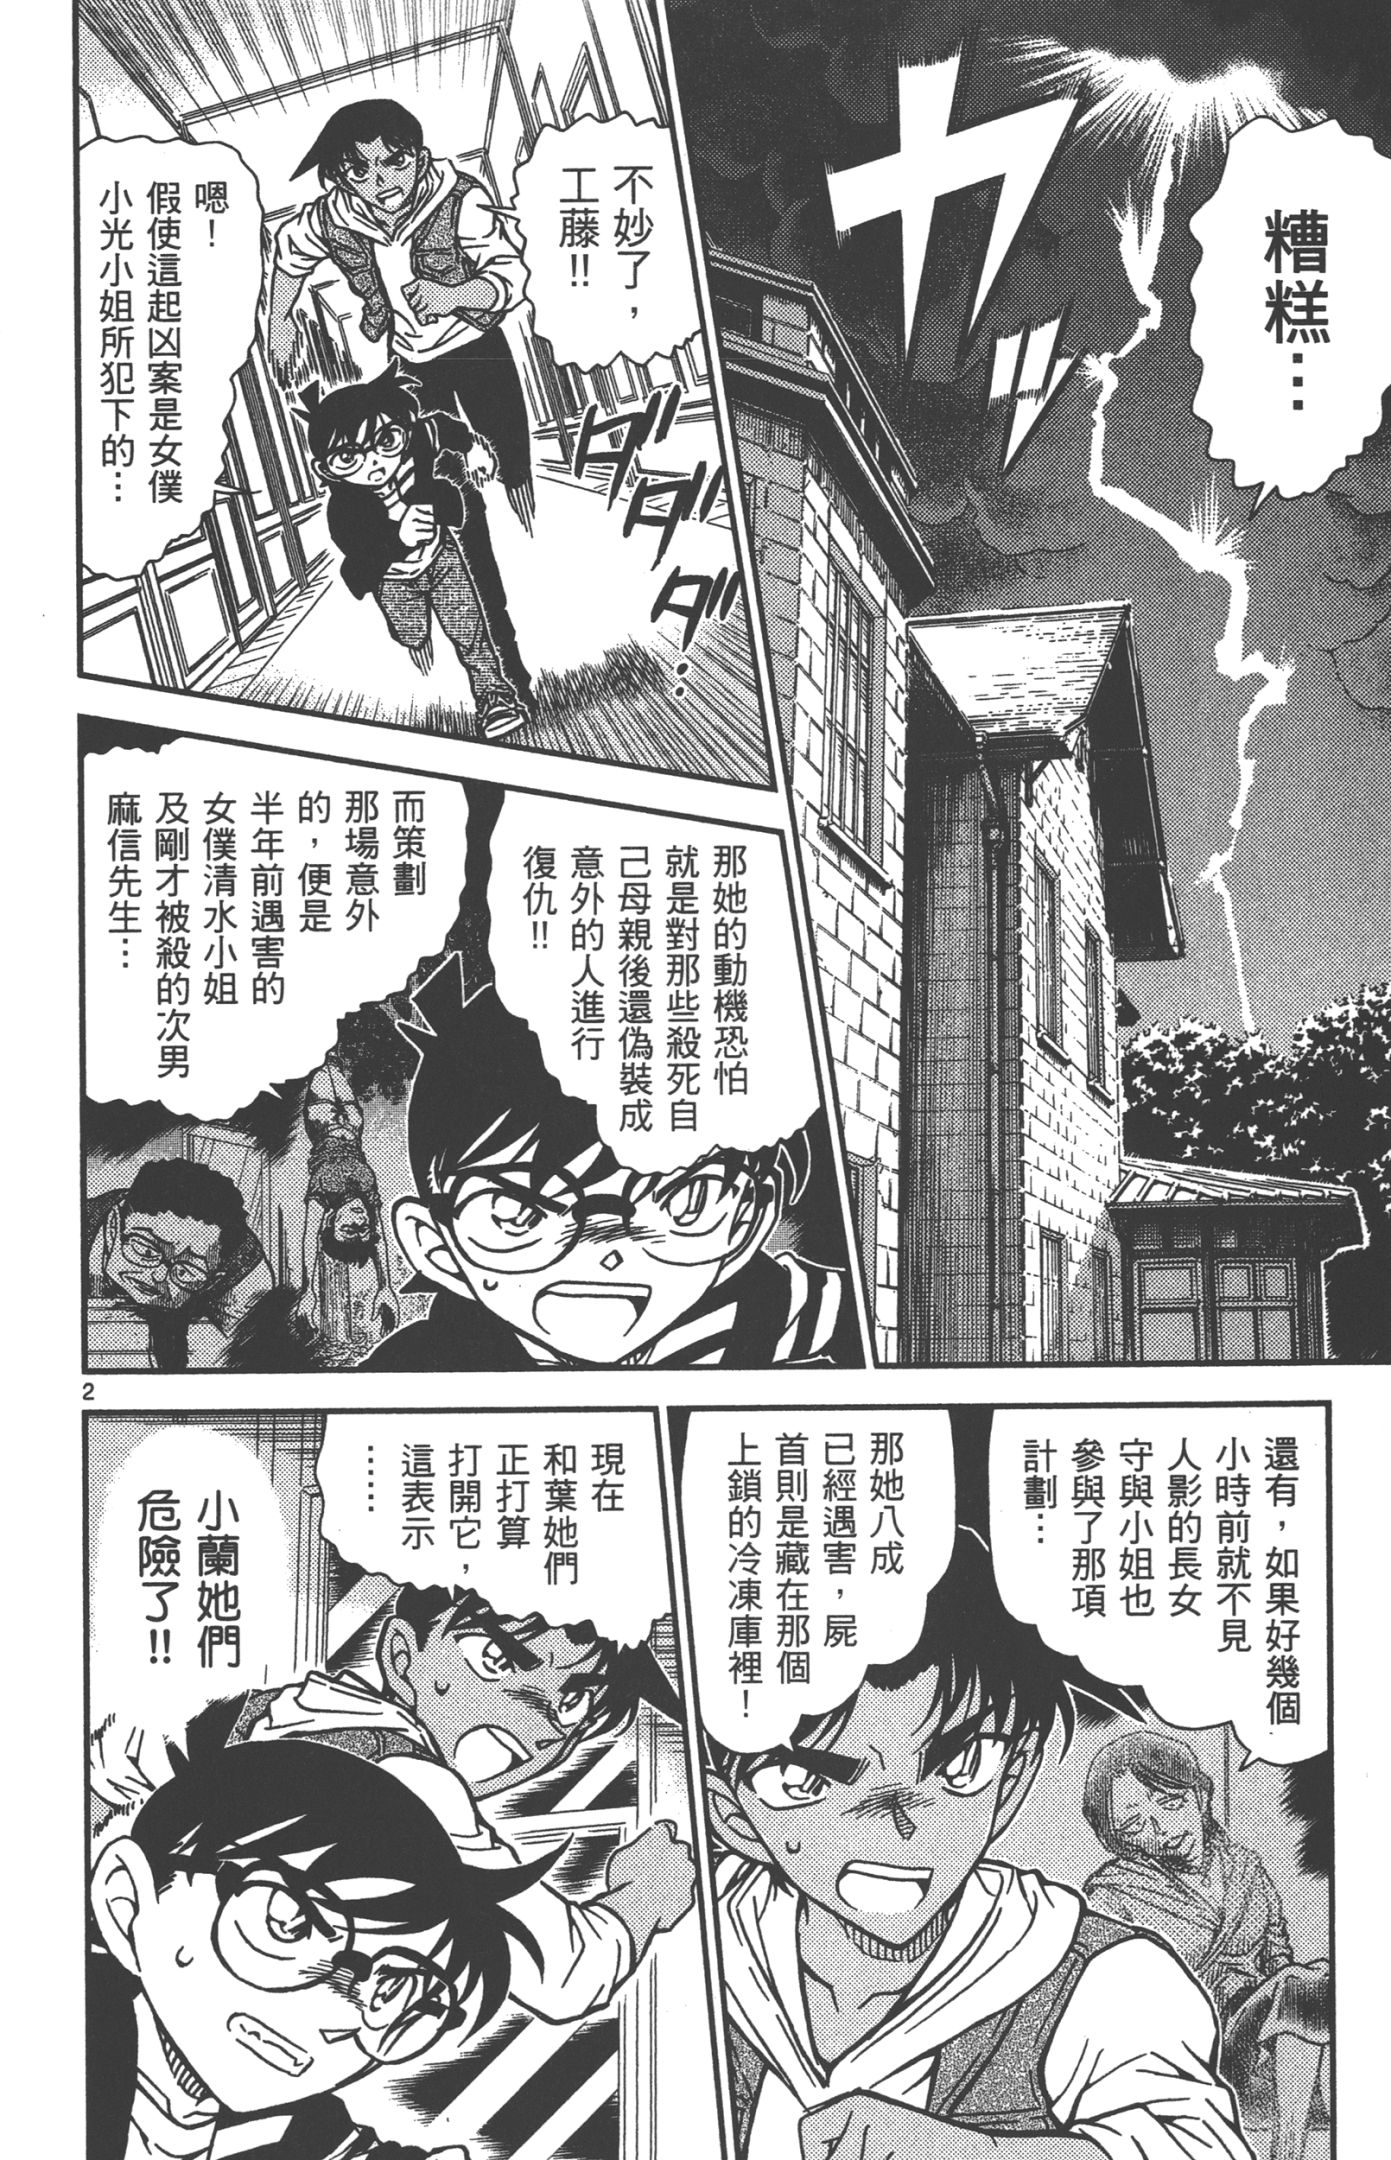 糟糕…
カッ
不妙了，
工藤!!
嗯！
假使這起凶案是女僕
小光小姐所犯下的…
ダダダッ…
那她的動機恐怕
就是對那些殺死自
己母親後還偽裝成
意外的人進行
復仇!!
而策劃
那場意外
的，便是
半年前遇害的
女僕清水小姐
及剛才被殺的次男
麻信先生…
2
還有，如果好幾個
小時前就不見
人影的長女
守與小姐也
參與了那項
計劃…
那她八成
已經遇害，屍
首則是藏在那個
上鎖的冷凍庫裡！
現在
和葉她們
正打算
打開它，
這表示
……
小蘭她們
危險了!!